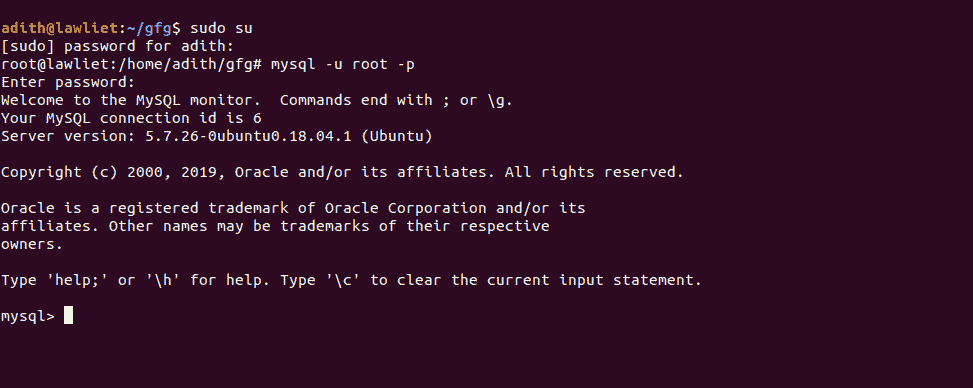 adith@lawliet:~/gfg$ sudo su
[sudo] password for adith:
root@lawliet:/home/adith/gfg# mysql -u root -p
Enter password:
Welcome to the MySQL monitor.  Commands end with ; or \g.
Your MySQL connection id is 6
Server version: 5.7.26-0ubuntu0.18.04.1 (Ubuntu)
Copyright (c) 2000, 2019, Oracle and/or its affiliates. All rights reserved.
Oracle is a registered trademark of Oracle Corporation and/or its
affiliates. Other names may be trademarks of their respective
owners.
Type 'help;' or '\h' for help. Type '\c' to clear the current input statement.
mysql>